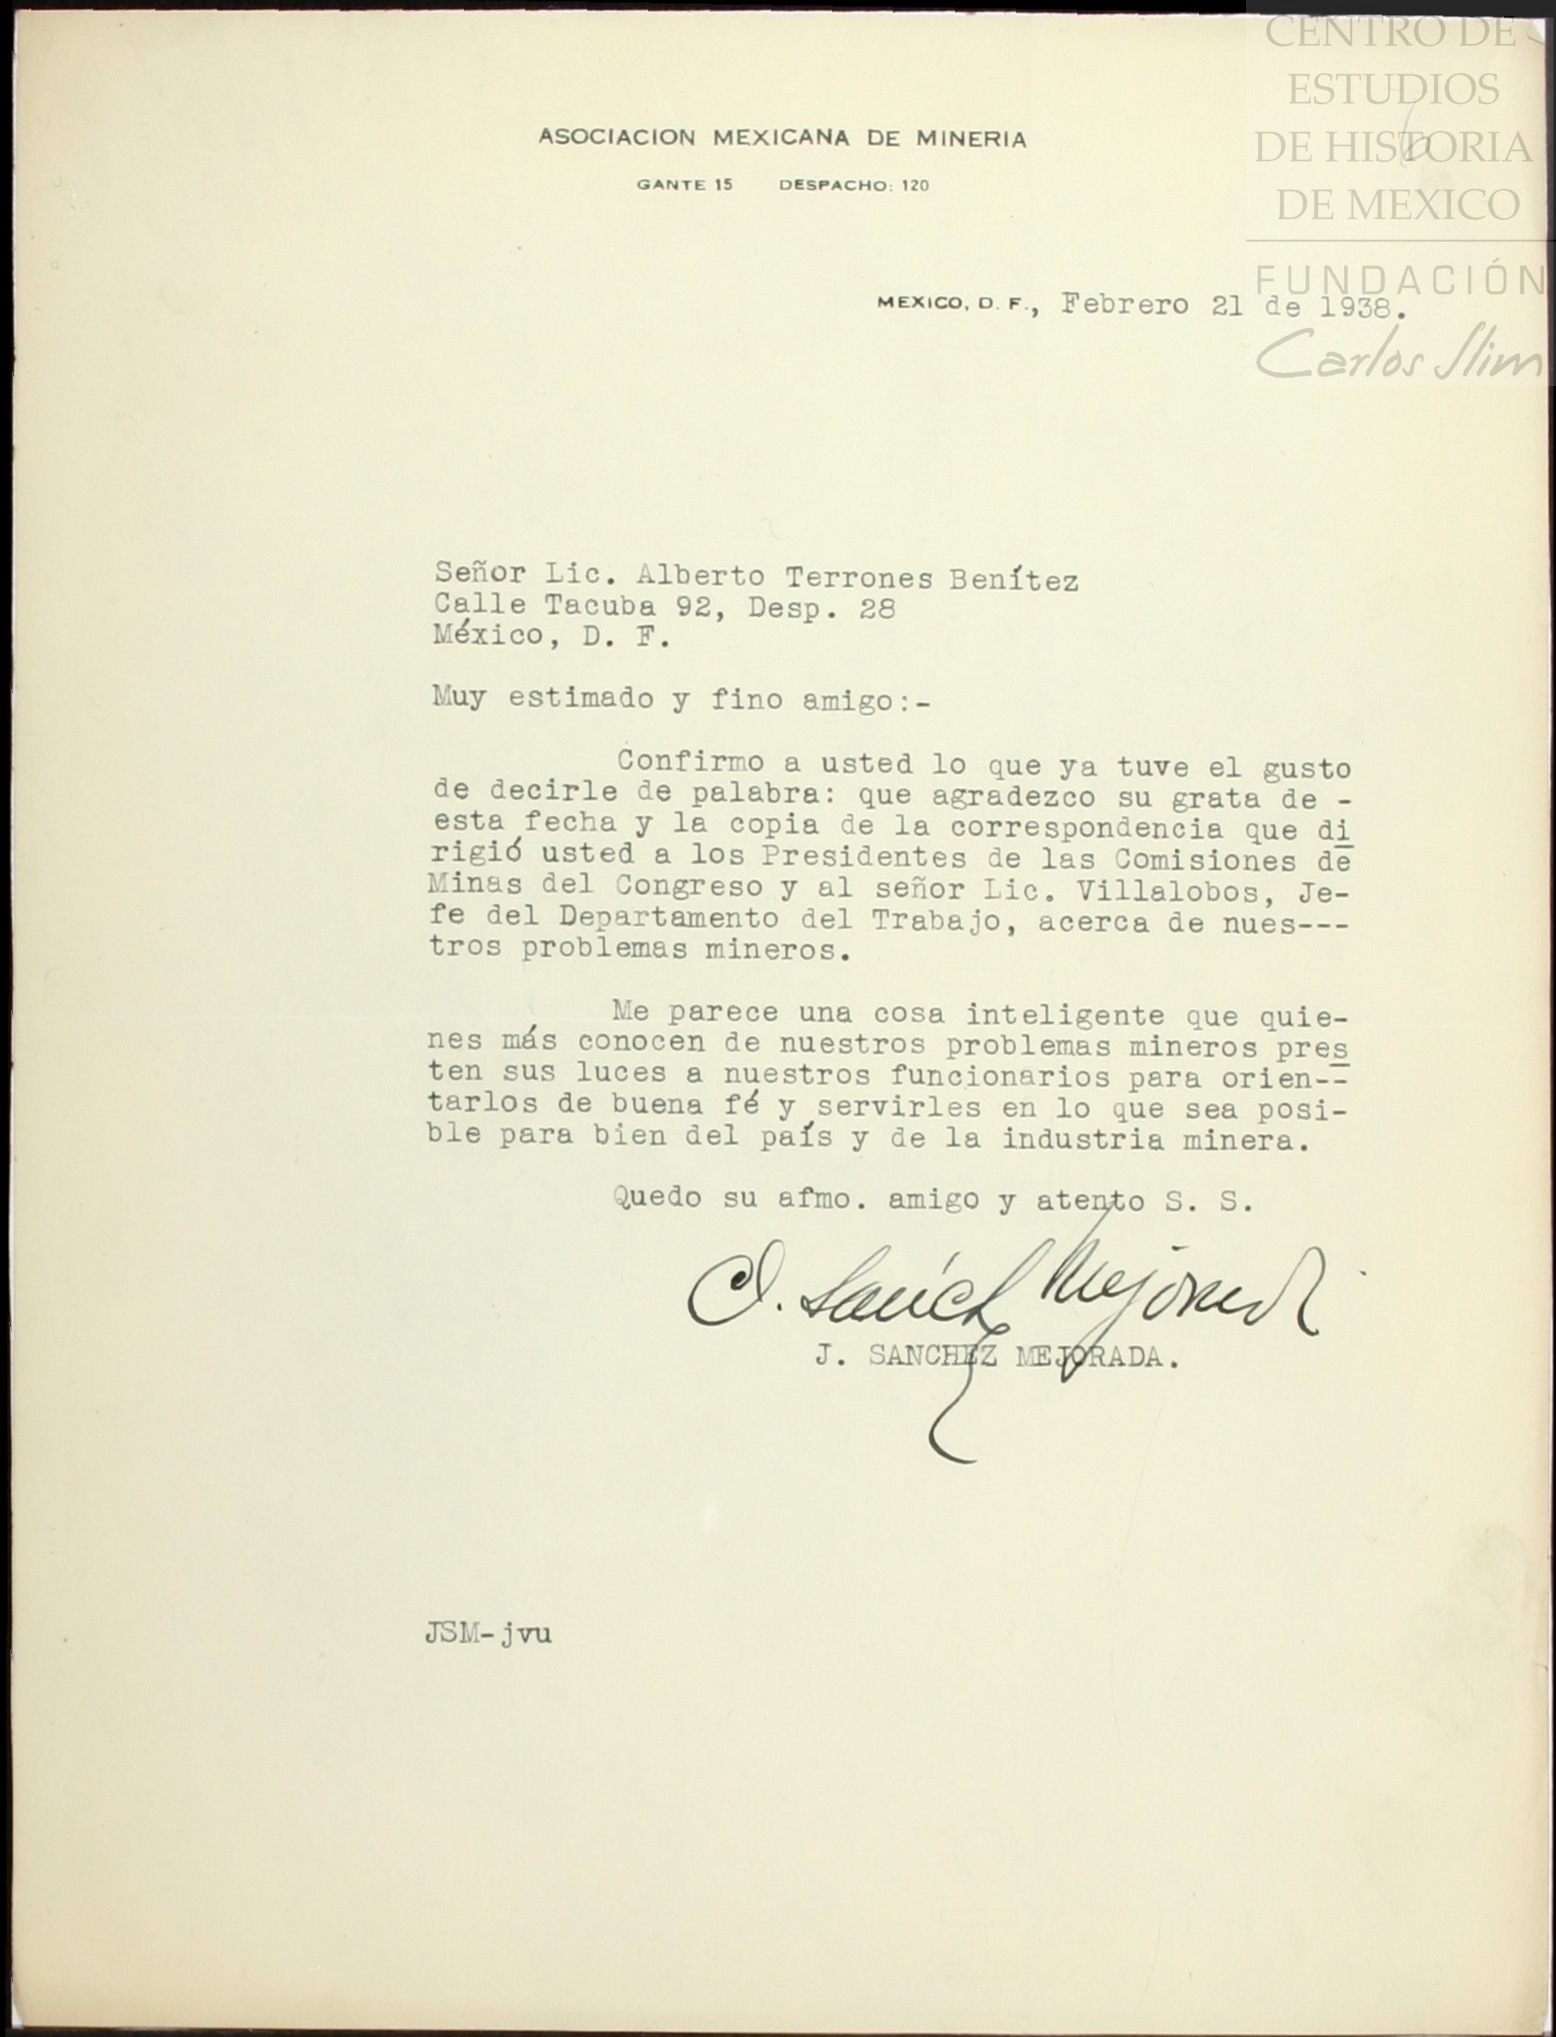 CENTRO DE
ESTUDIOS
DE HISTORIA
DE MEXICO
FUNDACIÓN
Carlos Slim
6
ASOCIACION MEXICANA DE MINERIA
GANTE 15 DESPACHO: 120
MEXICO, D. F., Febrero 21 de 1938.
Señor Lic. Alberto Terrones Benítez
Calle Tacuba 92, Desp. 28
México, D. F.
Muy estimado y fino amigo:-
Confirmo a usted lo que ya tuve el gusto
de decirle de palabra: que agradezco su grata de -
esta fecha y la copia de la correspondencia que di
rigió usted a los Presidentes de las Comisiones de
Minas del Congreso y al señor Lic. Villalobos, Je-
fe del Departamento del Trabajo, acerca de nues---
tros problemas mineros.
Me parece una cosa inteligente que quie-
nes más conocen de nuestros problemas mineros pres
ten sus luces a nuestros funcionarios para orien--
tarlos de buena fé y servirles en lo que sea posi-
ble para bien del país y de la industria minera.
Quedo su afmo. amigo y atento S. S.
J. Sánchez Mejorada
J. SANCHEZ MEJORADA.
JSM-jvu